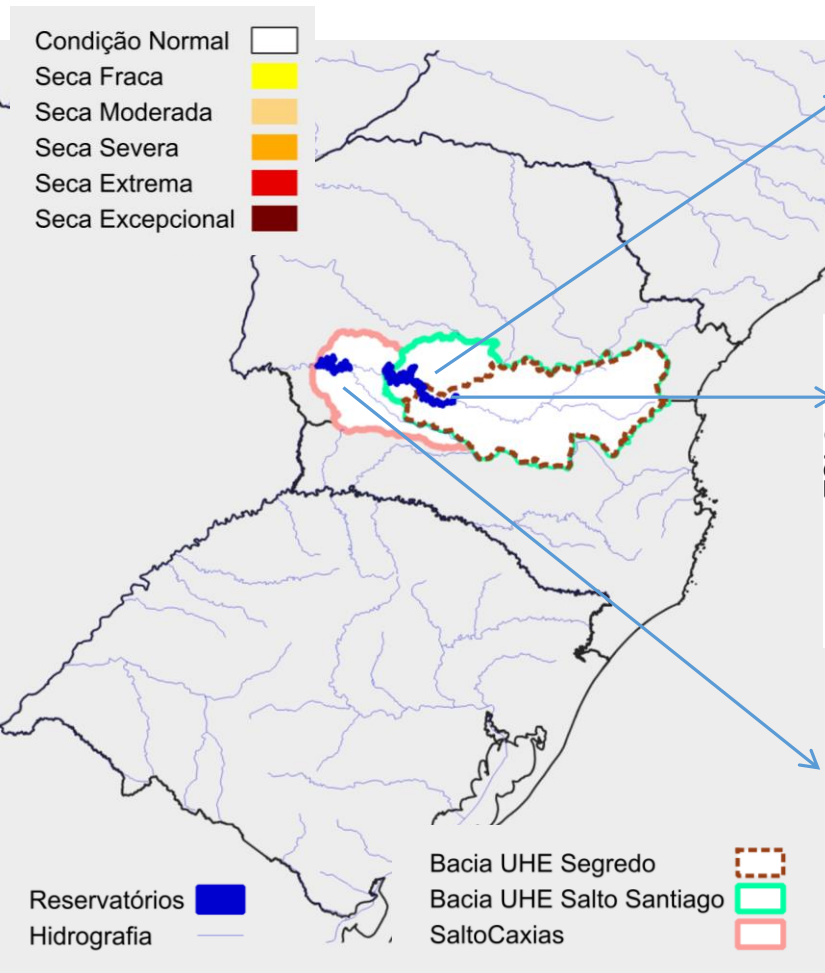 Condição Normal
Seca Fraca
Seca Moderada
Seca Severa
Seca Extrema
Seca Excepcional
Reservatórios
Hidrografia
Bacia UHE Segredo
Bacia UHE Salto Santiago
SaltoCaxias